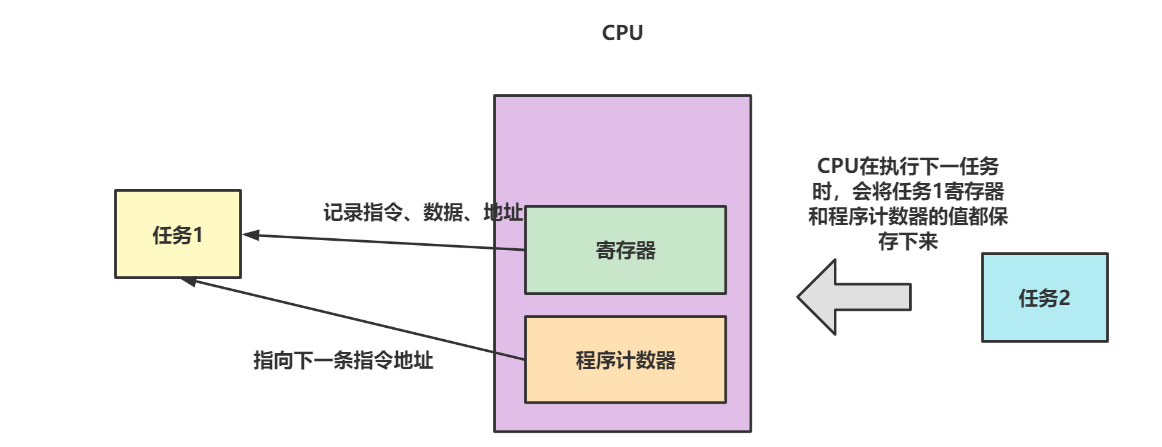 CPU
CPU在执行下一任务
时，会将任务1寄存器
和程序计数器的值都保
存下来
记录指令、数据、地址
任务1
寄存器
任务2
程序计数器
指向下一条指令地址